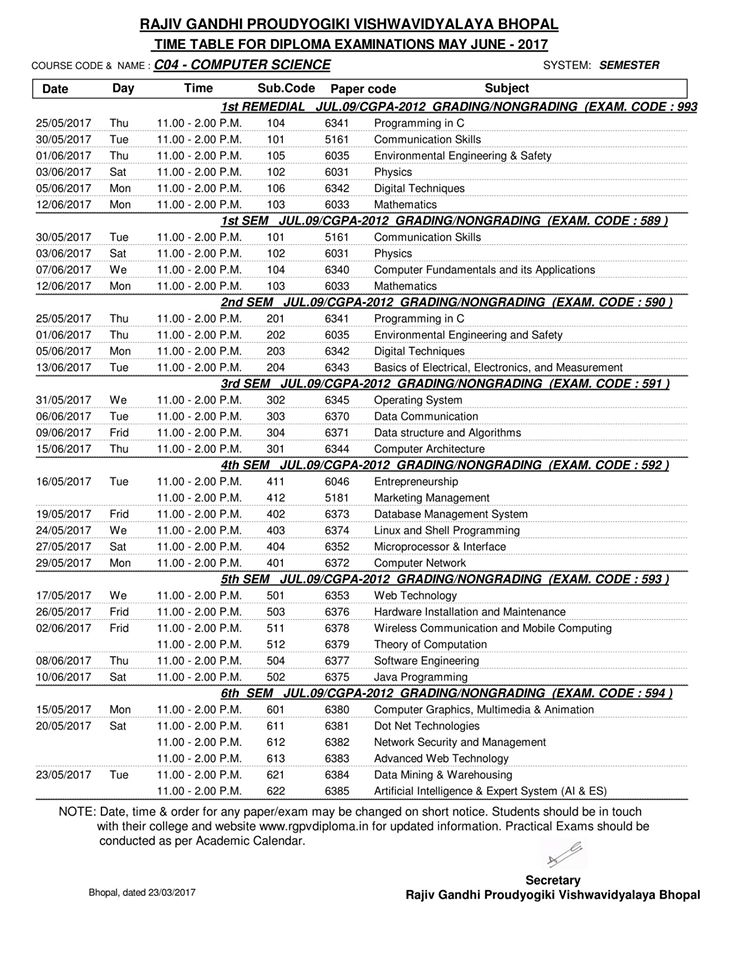 RAJIV GANDHI PROUDYOGIKI VISHWAVIDYALAYA BHOPAL
TIME TABLE FOR DIPLOMA EXAMINATIONS MAY JUNE - 2017
COURSE CODE & NAME : C04 - COMPUTER SCIENCE SYSTEM: SEMESTER
Date Day Time Sub.Code Paper code Subject
1st REMEDIAL JUL.09/CGPA-2012 GRADING/NONGRADING (EXAM. CODE : 993
25/05/2017 Thu 11.00 - 2.00 P.M. 104 6341 Programming in C
30/05/2017 Tue 11.00 - 2.00 P.M. 101 5161 Communication Skills
01/06/2017 Thu 11.00 - 2.00 P.M. 105 6035 Environmental Engineering & Safety
03/06/2017 Sat 11.00 - 2.00 P.M. 102 6031 Physics
05/06/2017 Mon 11.00 - 2.00 P.M. 106 6342 Digital Techniques
12/06/2017 Mon 11.00 - 2.00 P.M. 103 6033 Mathematics
1st SEM JUL.09/CGPA-2012 GRADING/NONGRADING (EXAM. CODE : 589 )
30/05/2017 Tue 11.00 - 2.00 P.M. 101 5161 Communication Skills
03/06/2017 Sat 11.00 - 2.00 P.M. 102 6031 Physics
07/06/2017 We 11.00 - 2.00 P.M. 104 6340 Computer Fundamentals and its Applications
12/06/2017 Mon 11.00 - 2.00 P.M. 103 6033 Mathematics
2nd SEM JUL.09/CGPA-2012 GRADING/NONGRADING (EXAM. CODE : 590 )
25/05/2017 Thu 11.00 - 2.00 P.M. 201 6341 Programming in C
01/06/2017 Thu 11.00 - 2.00 P.M. 202 6035 Environmental Engineering and Safety
05/06/2017 Mon 11.00 - 2.00 P.M. 203 6342 Digital Techniques
13/06/2017 Tue 11.00 - 2.00 P.M. 204 6343 Basics of Electrical, Electronics, and Measurement
3rd SEM JUL.09/CGPA-2012 GRADING/NONGRADING (EXAM. CODE : 591 )
31/05/2017 We 11.00 - 2.00 P.M. 302 6345 Operating System
06/06/2017 Tue 11.00 - 2.00 P.M. 303 6370 Data Communication
09/06/2017 Frid 11.00 - 2.00 P.M. 304 6371 Data structure and Algorithms
15/06/2017 Thu 11.00 - 2.00 P.M. 301 6344 Computer Architecture
4th SEM JUL.09/CGPA-2012 GRADING/NONGRADING (EXAM. CODE : 592 )
16/05/2017 Tue 11.00 - 2.00 P.M. 411 6046 Entrepreneurship
11.00 - 2.00 P.M. 412 5181 Marketing Management
19/05/2017 Frid 11.00 - 2.00 P.M. 402 6373 Database Management System
24/05/2017 We 11.00 - 2.00 P.M. 403 6374 Linux and Shell Programming
27/05/2017 Sat 11.00 - 2.00 P.M. 404 6352 Microprocessor & Interface
29/05/2017 Mon 11.00 - 2.00 P.M. 401 6372 Computer Network
5th SEM JUL.09/CGPA-2012 GRADING/NONGRADING (EXAM. CODE : 593 )
17/05/2017 We 11.00 - 2.00 P.M. 501 6353 Web Technology
26/05/2017 Frid 11.00 - 2.00 P.M. 503 6376 Hardware Installation and Maintenance
02/06/2017 Frid 11.00 - 2.00 P.M. 511 6378 Wireless Communication and Mobile Computing
11.00 - 2.00 P.M. 512 6379 Theory of Computation
08/06/2017 Thu 11.00 - 2.00 P.M. 504 6377 Software Engineering
10/06/2017 Sat 11.00 - 2.00 P.M. 502 6375 Java Programming
6th SEM JUL.09/CGPA-2012 GRADING/NONGRADING (EXAM. CODE : 594 )
15/05/2017 Mon 11.00 - 2.00 P.M. 601 6380 Computer Graphics, Multimedia & Animation
20/05/2017 Sat 11.00 - 2.00 P.M. 611 6381 Dot Net Technologies
11.00 - 2.00 P.M. 612 6382 Network Security and Management
11.00 - 2.00 P.M. 613 6383 Advanced Web Technology
23/05/2017 Tue 11.00 - 2.00 P.M. 621 6384 Data Mining & Warehousing
11.00 - 2.00 P.M. 622 6385 Artificial Intelligence & Expert System (AI & ES)
NOTE: Date, time & order for any paper/exam may be changed on short notice. Students should be in touch
with their college and website www.rgpvdiploma.in for updated information. Practical Exams should be
conducted as per Academic Calendar.
Secretary
Bhopal, dated 23/03/2017 Rajiv Gandhi Proudyogiki Vishwavidyalaya Bhopal